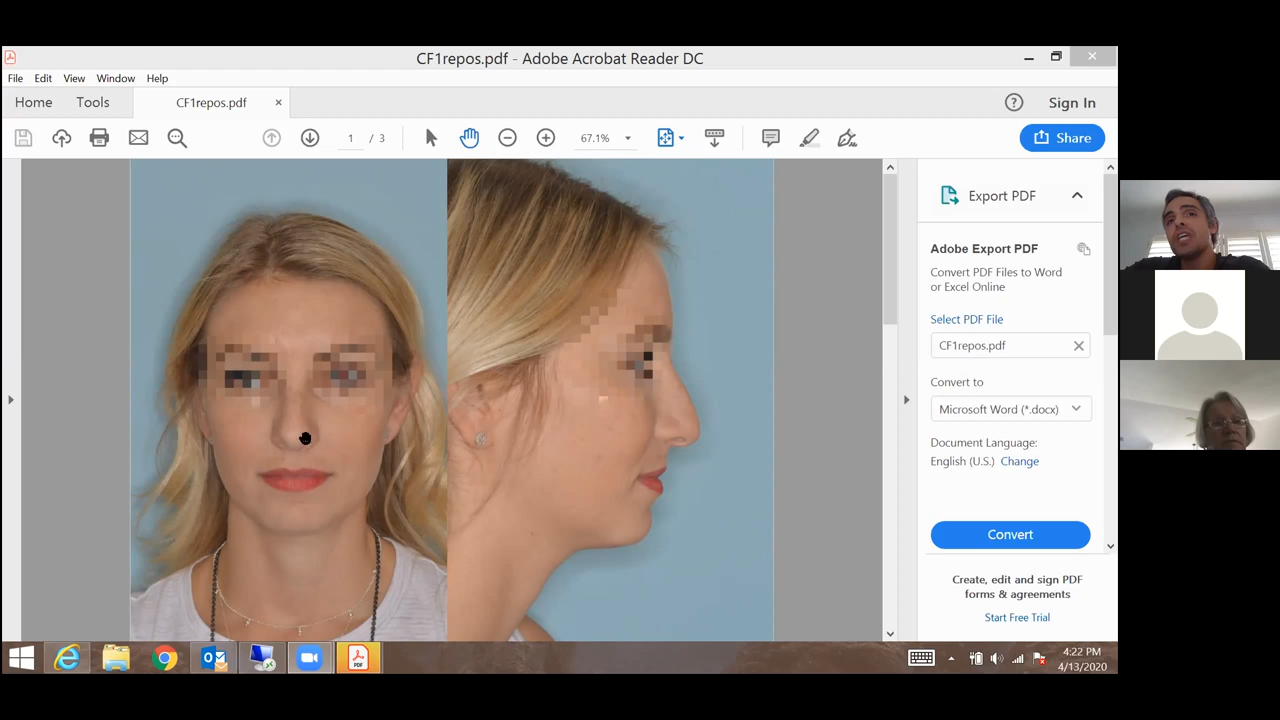 CF1repos.pdf - Adobe Acrobat Reader DC
File Edit View Window Help
Home Tools CF1repos.pdf × Sign In
1 / 3 67.1% Share
Export PDF
Adobe Export PDF
Convert PDF Files to Word
or Excel Online
Select PDF File
CF1repos.pdf
Convert to
Microsoft Word (*.docx)
Document Language:
English (U.S.) Change
Convert
Create, edit and sign PDF
forms & agreements
Start Free Trial
PDF
4:22 PM
4/13/2020